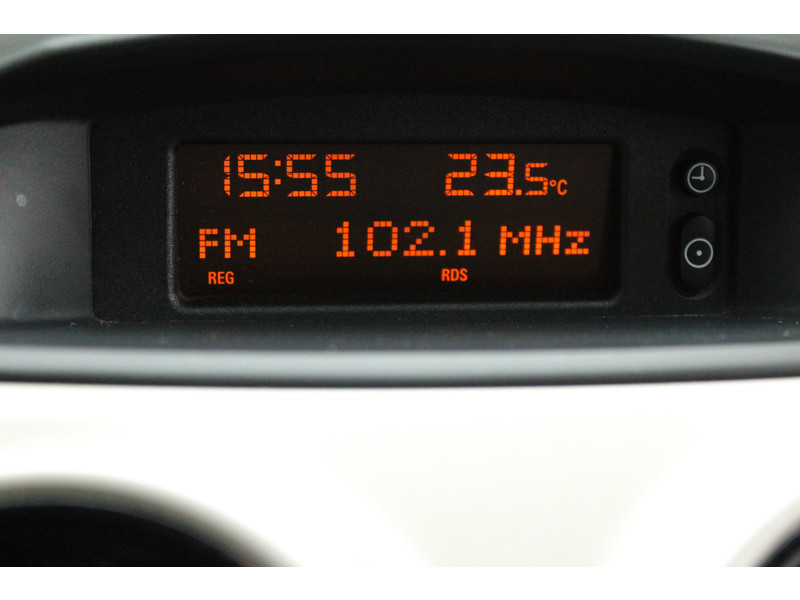 15:55 23.5°C
FM 102.1 MHz
REG RDS